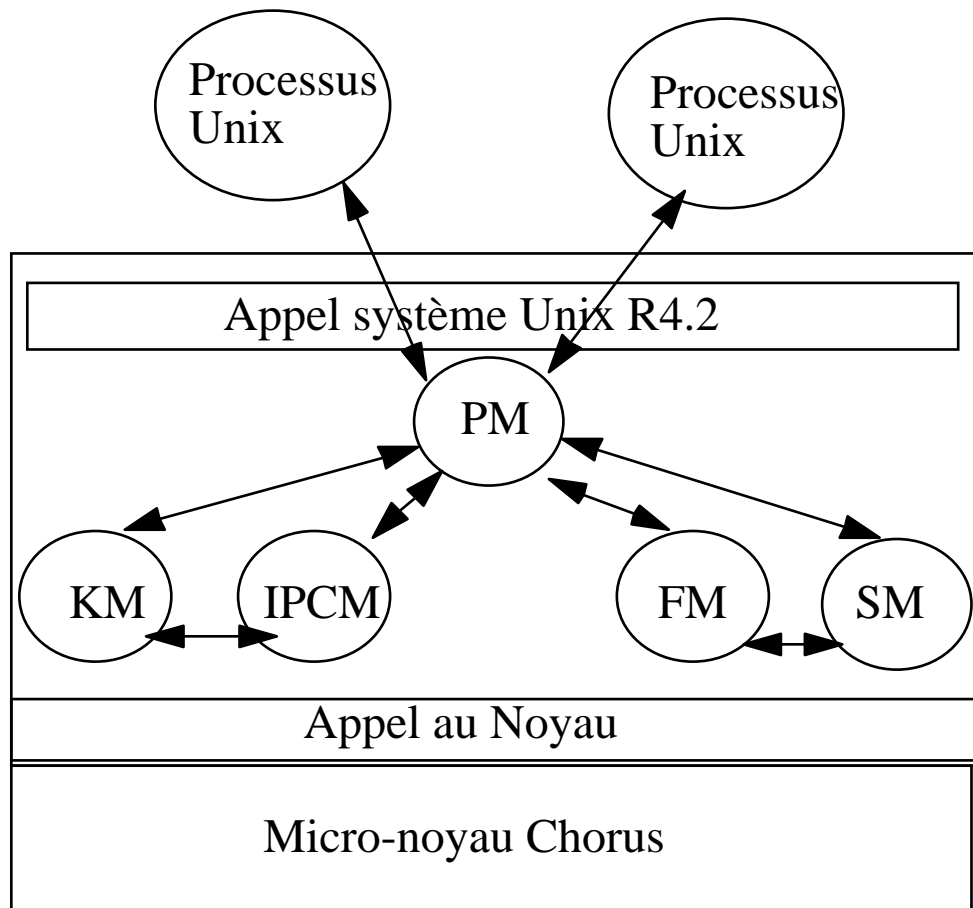 Processus
Unix
Processus
Unix
Appel système Unix R4.2
PM
KM
IPCM
FM
SM
Appel au Noyau
Micro-noyau Chorus